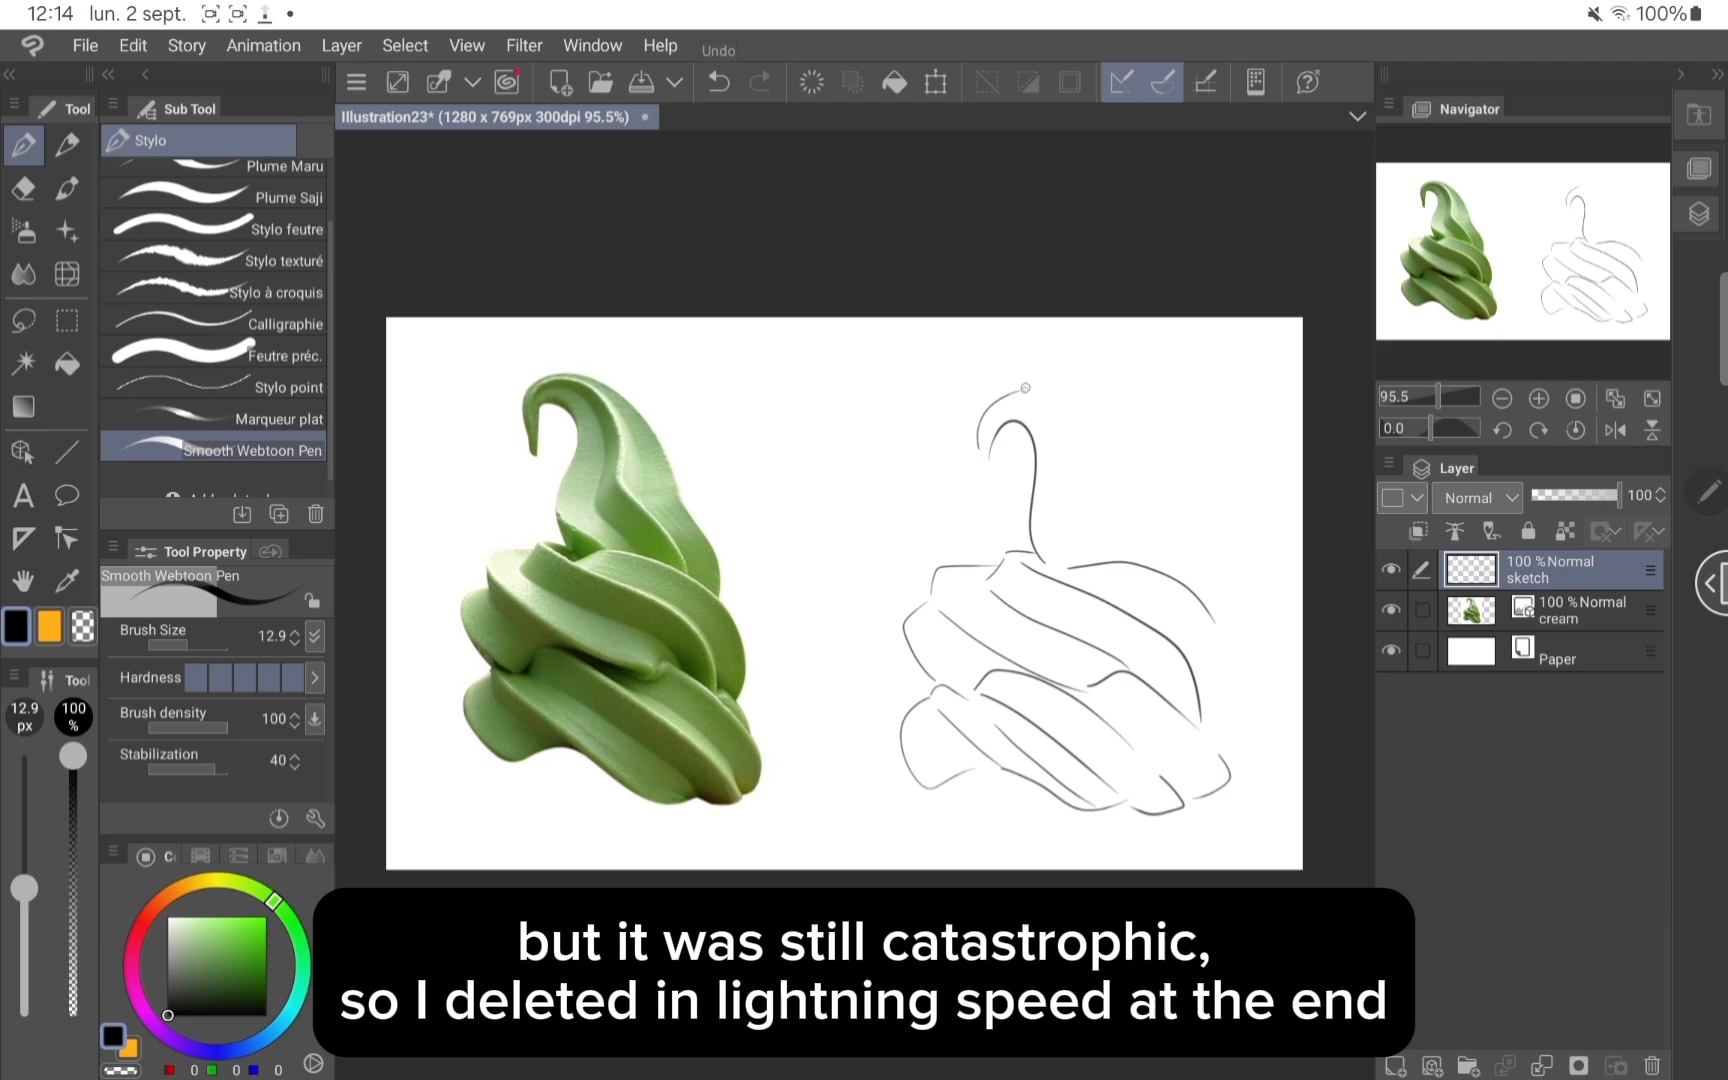 12:14 lun. 2 sept.
100%
File Edit Story Animation Layer Select View Filter Window Help
Undo
Tool
Sub Tool
Stylo
Plume Maru
Plume Saji
Stylo feutre
Stylo texturé
Stylo à croquis
Calligraphie
Feutre préc.
Stylo point
Marqueur plat
Smooth Webtoon Pen
Tool Property
Smooth Webtoon Pen
Brush Size 12.9
Hardness
Brush density 100
Stabilization 40
Tool
12.9 px
100 %
0 0 0
Illustration23* (1280 x 769px 300dpi 95.5%)
Navigator
95.5
0.0
Layer
Normal 100
100 %Normal
sketch
100 %Normal
cream
Paper
but it was still catastrophic,
so I deleted in lightning speed at the end